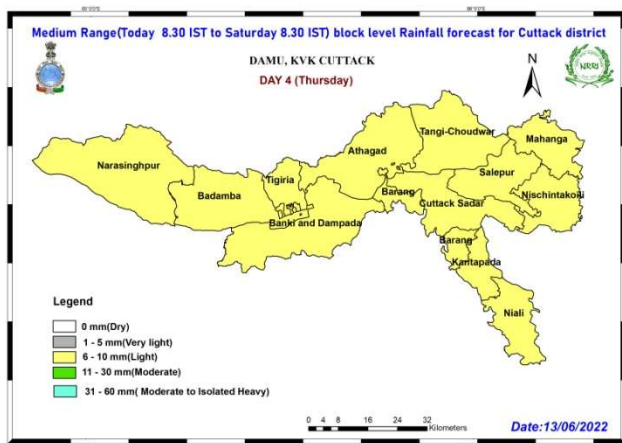 Medium Range(Today 8.30 IST to Saturday 8.30 IST) block level Rainfall forecast for Cuttack district
DAMU, KVK CUTTACK
DAY 4 (Thursday)
N
NRRI
Tangi-Choudwar
Mahanga
Athagad
Narasinghpur
Salepur
Tigiria
Badamba
Barang
Nischintakoili
Cuttack Sadar
Banki and Dampada
Barang
Kantapada
Niali
Legend
0 mm(Dry)
1 - 5 mm(Very light)
6 - 10 mm(Light)
11 - 30 mm(Moderate)
31 - 60 mm( Moderate to Isolated Heavy)
0 4 8 16 24 32
Kilometers
Date:13/06/2022